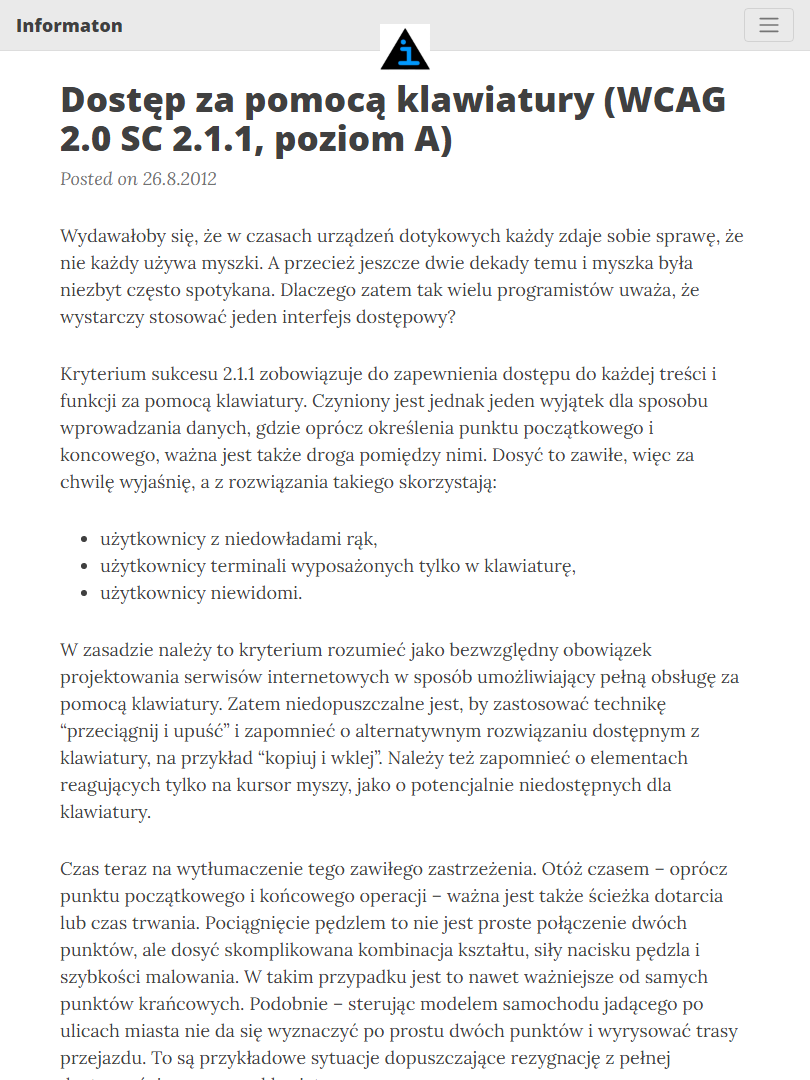 Informaton
Dostęp za pomocą klawiatury (WCAG
2.0 SC 2.1.1, poziom A)
Posted on 26.8.2012
Wydawałoby się, że w czasach urządzeń dotykowych każdy zdaje sobie sprawę, że
nie każdy używa myszki. A przecież jeszcze dwie dekady temu i myszka była
niezbyt często spotykana. Dlaczego zatem tak wielu programistów uważa, że
wystarczy stosować jeden interfejs dostępowy?
Kryterium sukcesu 2.1.1 zobowiązuje do zapewnienia dostępu do każdej treści i
funkcji za pomocą klawiatury. Czyniony jest jednak jeden wyjątek dla sposobu
wprowadzania danych, gdzie oprócz określenia punktu początkowego i
koncowego, ważna jest także droga pomiędzy nimi. Dosyć to zawiłe, więc za
chwilę wyjaśnię, a z rozwiązania takiego skorzystają:
• użytkownicy z niedowładami rąk,
• użytkownicy terminali wyposażonych tylko w klawiaturę,
• użytkownicy niewidomi.
W zasadzie należy to kryterium rozumieć jako bezwzględny obowiązek
projektowania serwisów internetowych w sposób umożliwiający pełną obsługę za
pomocą klawiatury. Zatem niedopuszczalne jest, by zastosować technikę
“przeciągnij i upuść” i zapomnieć o alternatywnym rozwiązaniu dostępnym z
klawiatury, na przykład “kopiuj i wklej”. Należy też zapomnieć o elementach
reagujących tylko na kursor myszy, jako o potencjalnie niedostępnych dla
klawiatury.
Czas teraz na wytłumaczenie tego zawiłego zastrzeżenia. Otóż czasem – oprócz
punktu początkowego i końcowego operacji – ważna jest także ścieżka dotarcia
lub czas trwania. Pociągnięcie pędzlem to nie jest proste połączenie dwóch
punktów, ale dosyć skomplikowana kombinacja kształtu, siły nacisku pędzla i
szybkości malowania. W takim przypadku jest to nawet ważniejsze od samych
punktów krańcowych. Podobnie – sterując modelem samochodu jadącego po
ulicach miasta nie da się wyznaczyć po prostu dwóch punktów i wyrysować trasy
przejazdu. To są przykładowe sytuacje dopuszczające rezygnację z pełnej